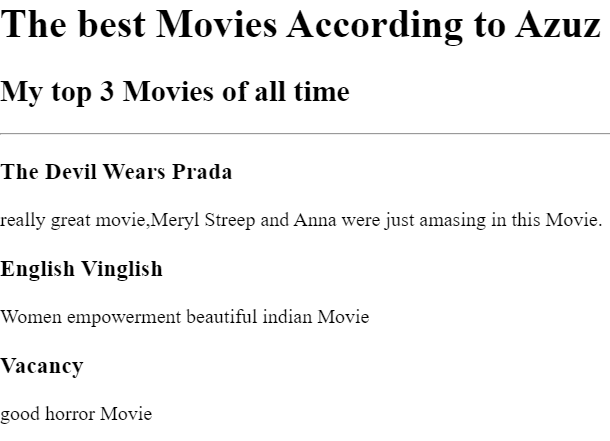 The best Movies According to Azuz
My top 3 Movies of all time
The Devil Wears Prada
really great movie,Meryl Streep and Anna were just amasing in this Movie.
English Vinglish
Women empowerment beautiful indian Movie
Vacancy
good horror Movie